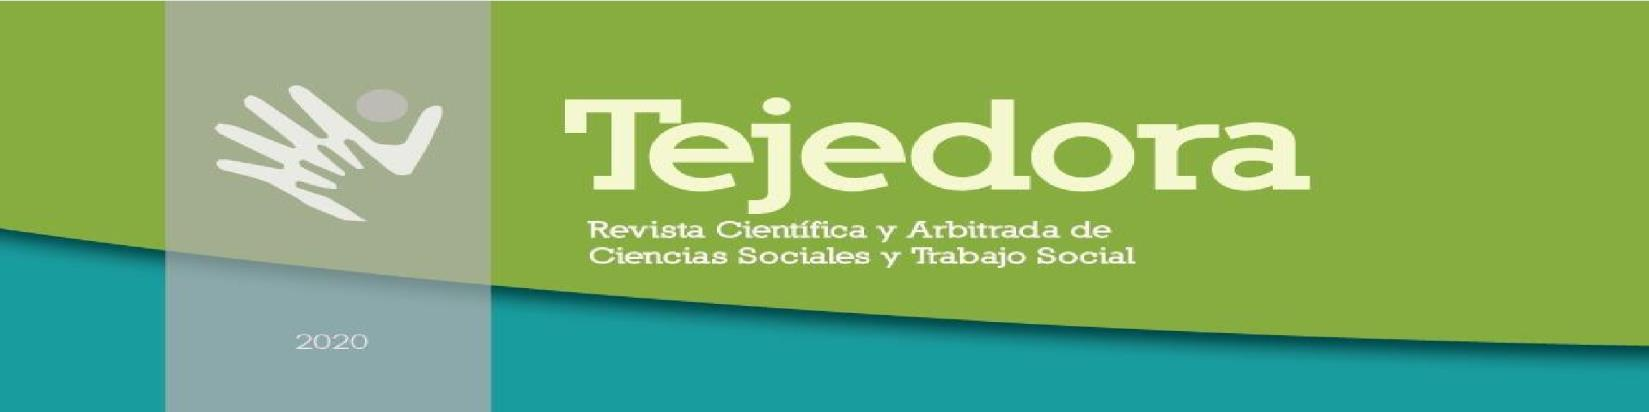 Tejedora
Revista Científica y Arbitrada de
Ciencias Sociales y Trabajo Social
2020